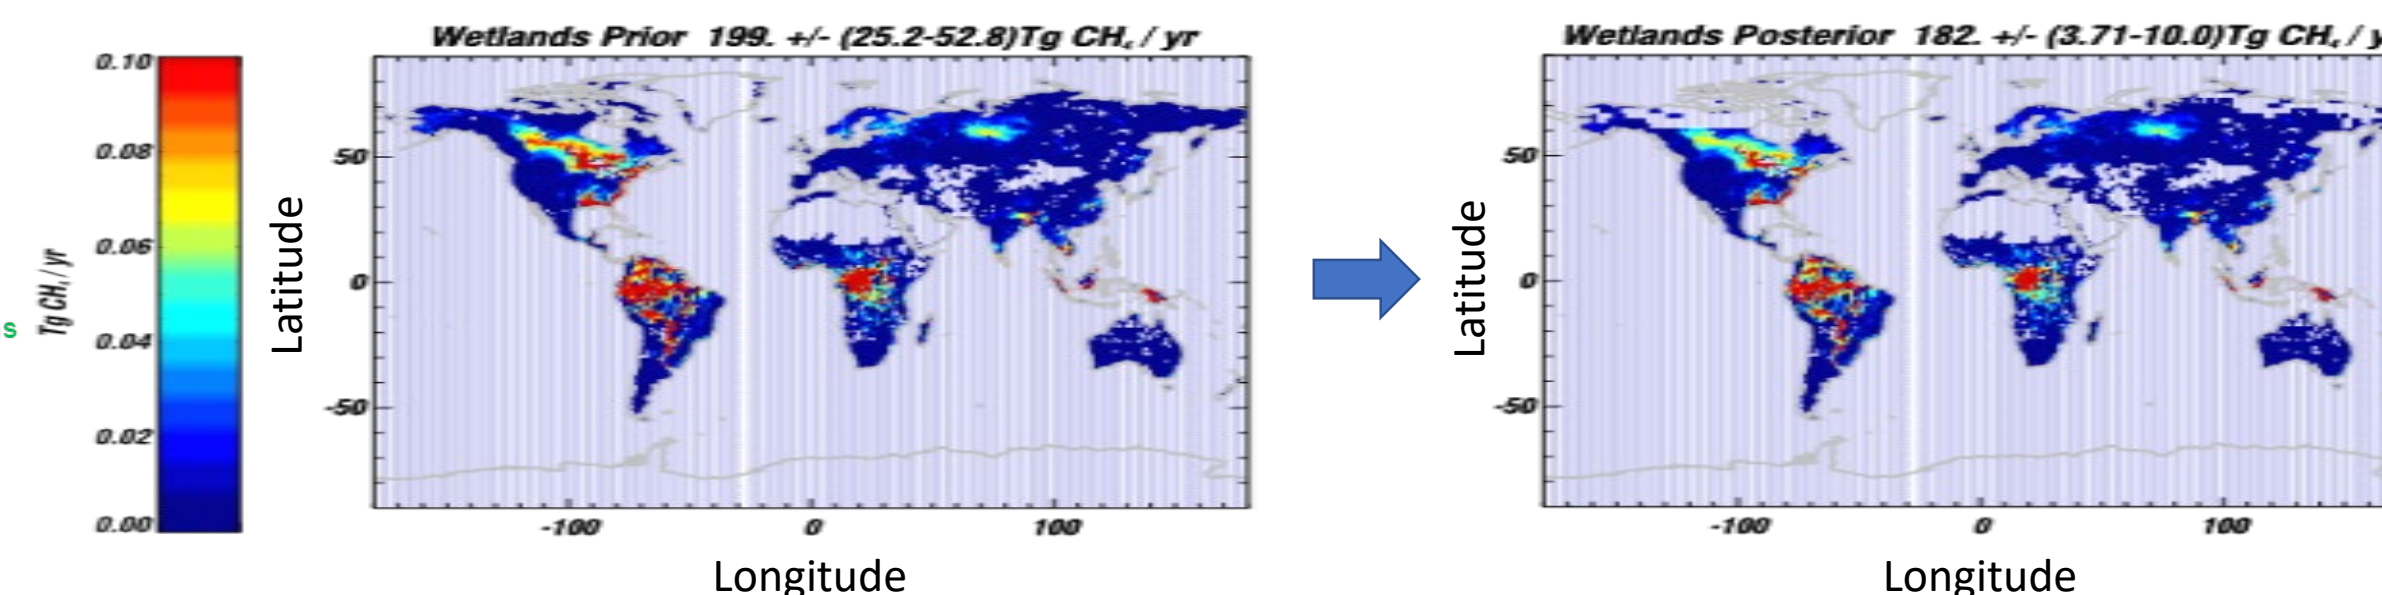 Wetlands Prior 199. +/- (25.2-52.8)Tg CH₄ / yr
Wetlands Posterior 182. +/- (3.71-10.0)Tg CH₄ / y
0.10
0.08
0.06
0.04
0.02
0.00
Tg CH₄ / yr
s
Latitude
50
0
-50
-100 0 100
Longitude
Latitude
50
0
-50
-100 0 100
Longitude